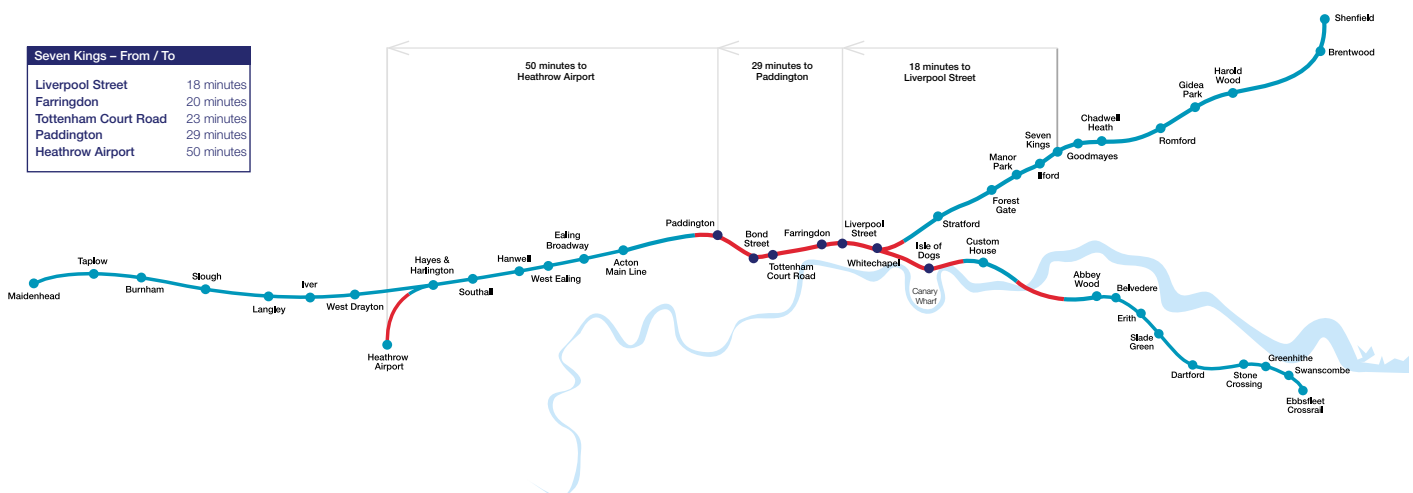 Seven Kings – From / To
Liverpool Street 18 minutes
Farringdon 20 minutes
Tottenham Court Road 23 minutes
Paddington 29 minutes
Heathrow Airport 50 minutes
50 minutes to
Heathrow Airport
29 minutes to
Paddington
18 minutes to
Liverpool Street
Shenfield
Brentwood
Harold
Wood
Gidea
Park
Romford
Chadwell
Heath
Goodmayes
Seven
Kings
Ilford
Manor
Park
Forest
Gate
Stratford
Maidenhead
Taplow
Burnham
Slough
Langley
Iver
West Drayton
Heathrow
Airport
Hayes &
Harlington
Southall
Hanwell
West Ealing
Ealing
Broadway
Acton
Main Line
Paddington
Bond
Street
Tottenham
Court Road
Farringdon
Liverpool
Street
Whitechapel
Isle of
Dogs
Canary
Wharf
Custom
House
Abbey
Wood
Belvedere
Erith
Slade
Green
Dartford
Stone
Crossing
Greenhithe
Swanscombe
Ebbsfleet
Crossrail